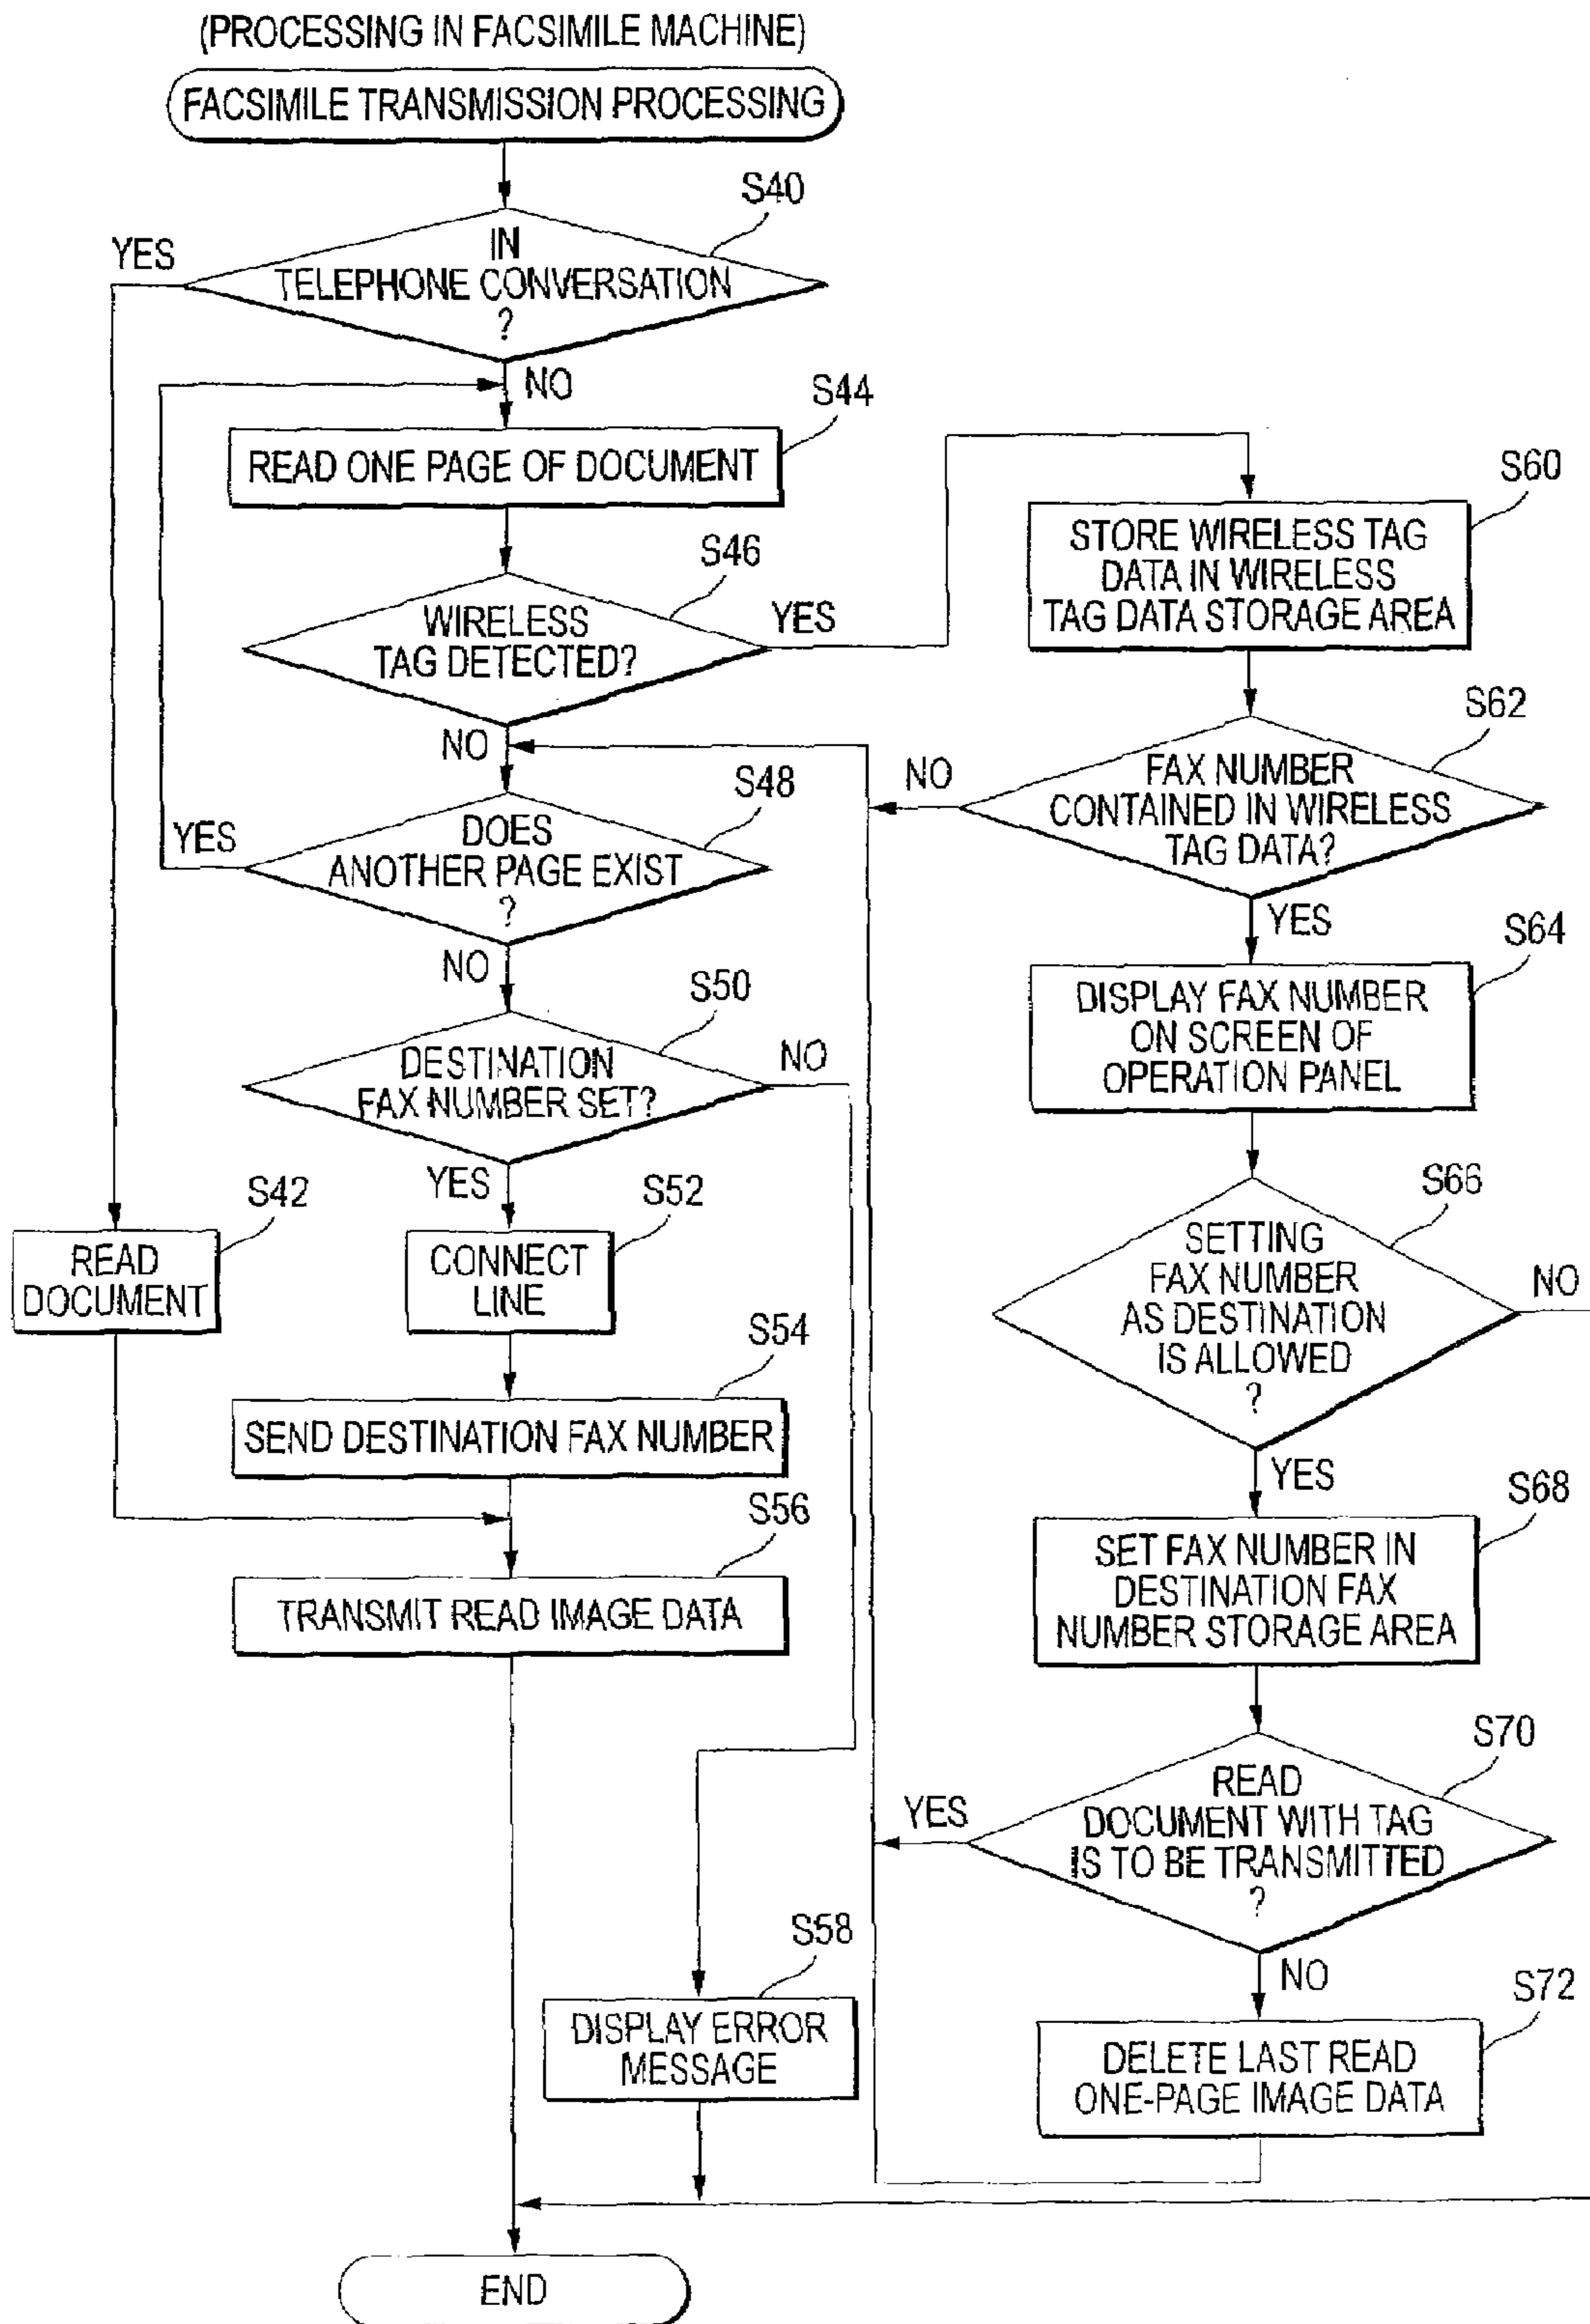 (PROCESSING IN FACSIMILE MACHINE)
FACSIMILE TRANSMISSION PROCESSING
S40
YES
IN
TELEPHONE CONVERSATION
?
NO
S44
READ ONE PAGE OF DOCUMENT
S46
WIRELESS
TAG DETECTED?
YES
NO
S48
DOES
ANOTHER PAGE EXIST
?
YES
NO
S50
DESTINATION
FAX NUMBER SET?
NO
YES
S42
READ
DOCUMENT
S52
CONNECT
LINE
S54
SEND DESTINATION FAX NUMBER
S56
TRANSMIT READ IMAGE DATA
S58
DISPLAY ERROR
MESSAGE
S60
STORE WIRELESS TAG
DATA IN WIRELESS
TAG DATA STORAGE AREA
S62
NO
FAX NUMBER
CONTAINED IN WIRELESS
TAG DATA?
YES
S64
DISPLAY FAX NUMBER
ON SCREEN OF
OPERATION PANEL
S66
SETTING
FAX NUMBER
AS DESTINATION
IS ALLOWED
?
NO
YES
S68
SET FAX NUMBER IN
DESTINATION FAX
NUMBER STORAGE AREA
S70
YES
READ
DOCUMENT WITH TAG
IS TO BE TRANSMITTED
?
NO
S72
DELETE LAST READ
ONE-PAGE IMAGE DATA
END